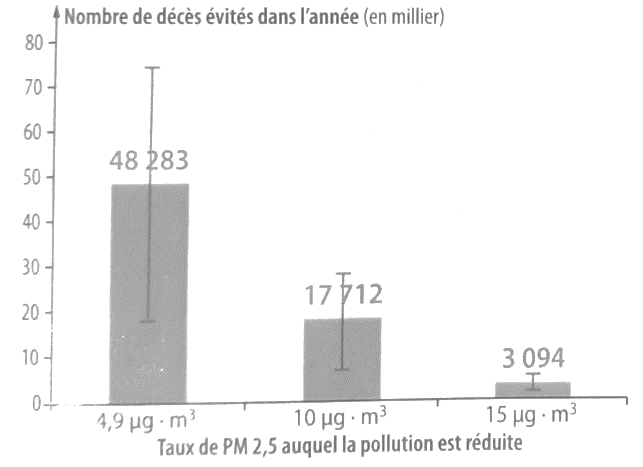 Nombre de décès évités dans l'année (en millier)
80
70
60
50
40
30
20
10
0
48 283
17 712
3 094
4,9 µg · m³
10 µg · m³
15 µg · m³
Taux de PM 2,5 auquel la pollution est réduite